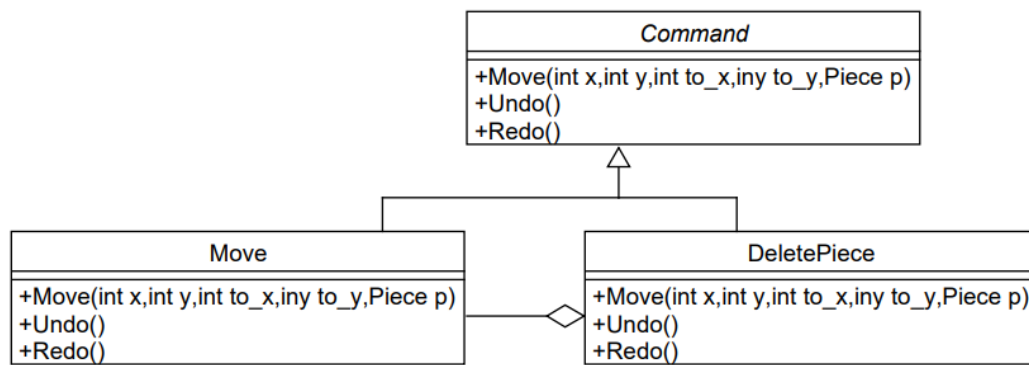 Command
+Move(int x,int y,int to_x,iny to_y,Piece p)
+Undo()
+Redo()
Move
+Move(int x,int y,int to_x,iny to_y,Piece p)
+Undo()
+Redo()
DeletePiece
+Move(int x,int y,int to_x,iny to_y,Piece p)
+Undo()
+Redo()